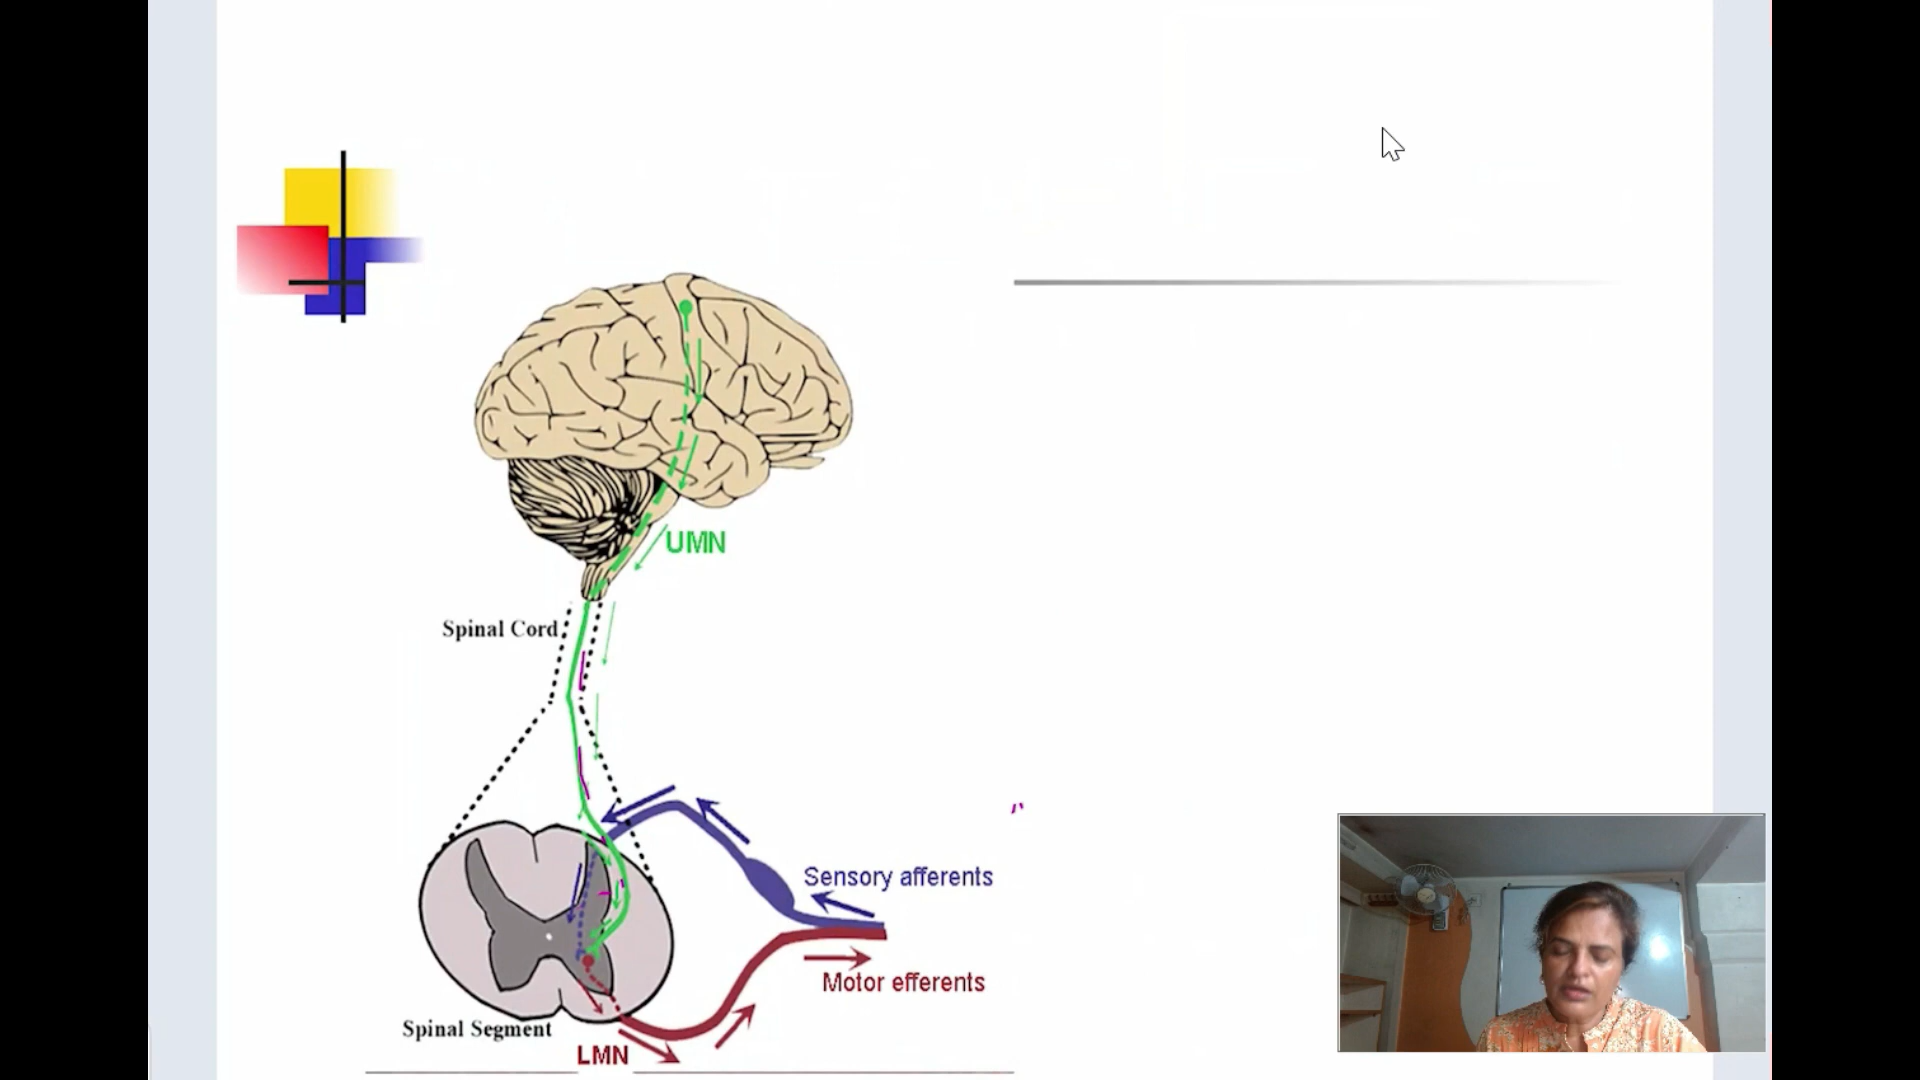 UMN
Spinal Cord
Sensory afferents
Motor efferents
Spinal Segment
LMN